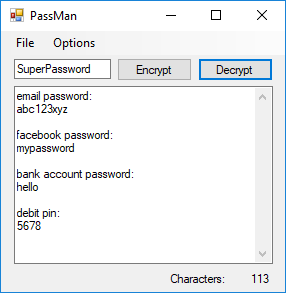 PassMan
File Options
SuperPassword Encrypt Decrypt
email password:
abc123xyz
facebook password:
mypassword
bank account password:
hello
debit pin:
5678
Characters: 113